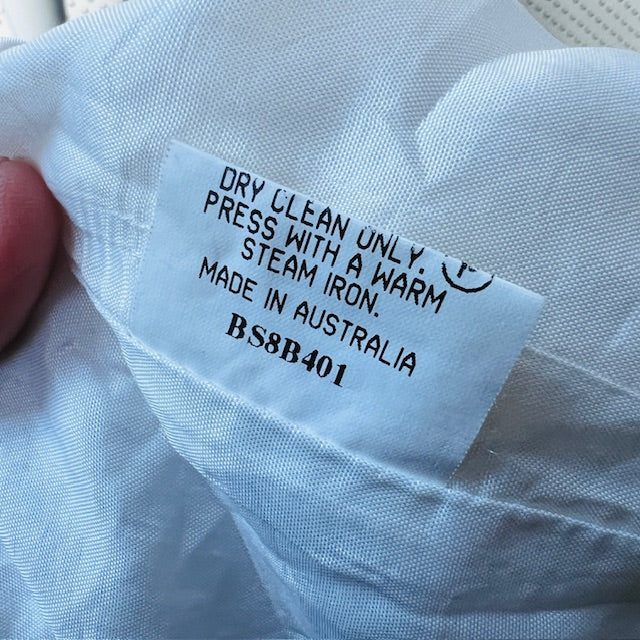 DRY CLEAN ONLY. P
PRESS WITH A WARM
STEAM IRON.
MADE IN AUSTRALIA
BS8B401